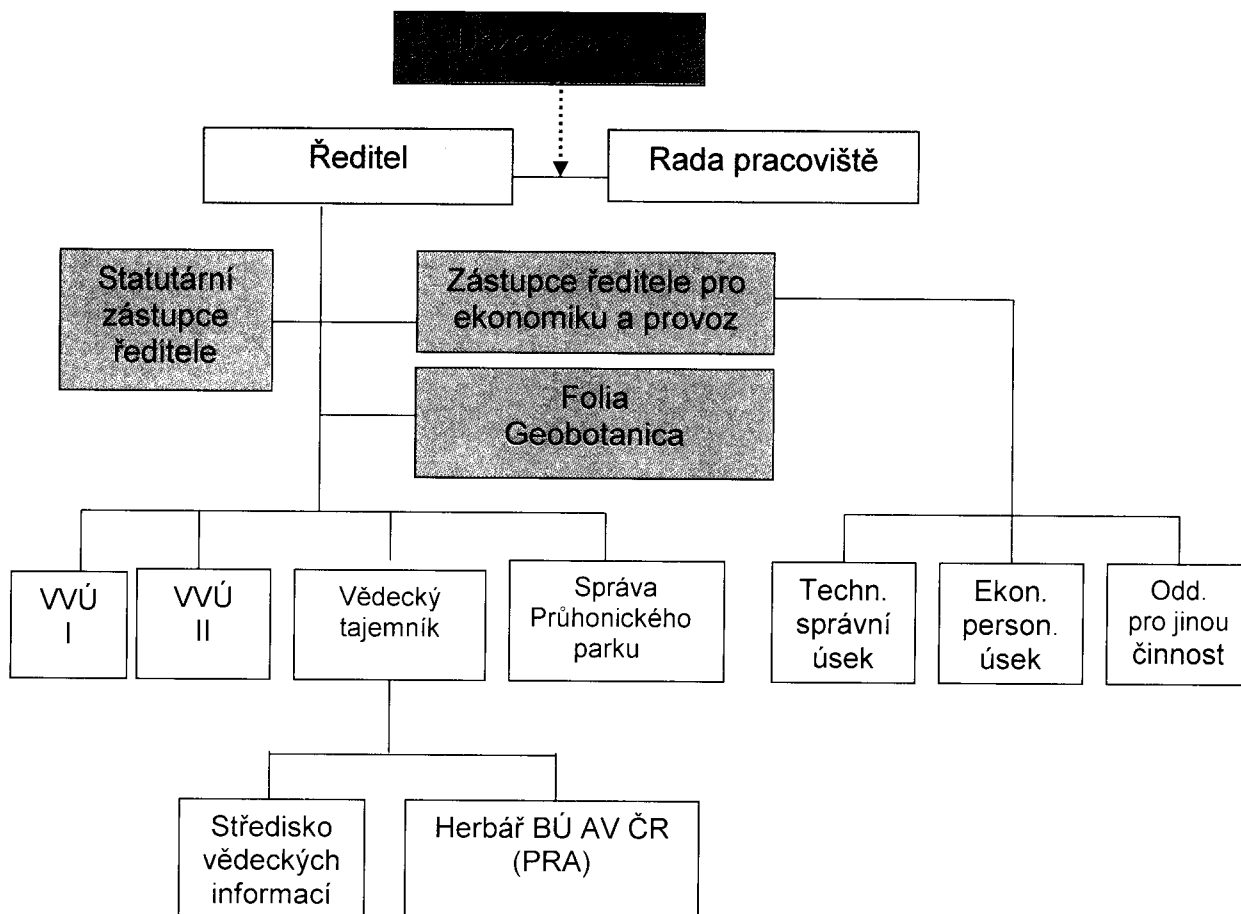 Ředitel
Rada pracoviště
Statutární
zástupce
ředitele
Zástupce ředitele pro
ekonomiku a provoz
Folia
Geobotanica
VVÚ
I
VVÚ
II
Vědecký
tajemník
Správa
Průhonického
parku
Techn.
správní
úsek
Ekon.
person.
úsek
Odd.
pro jinou
činnost
Středisko
vědeckých
informací
Herbář BÚ AV ČR
(PRA)